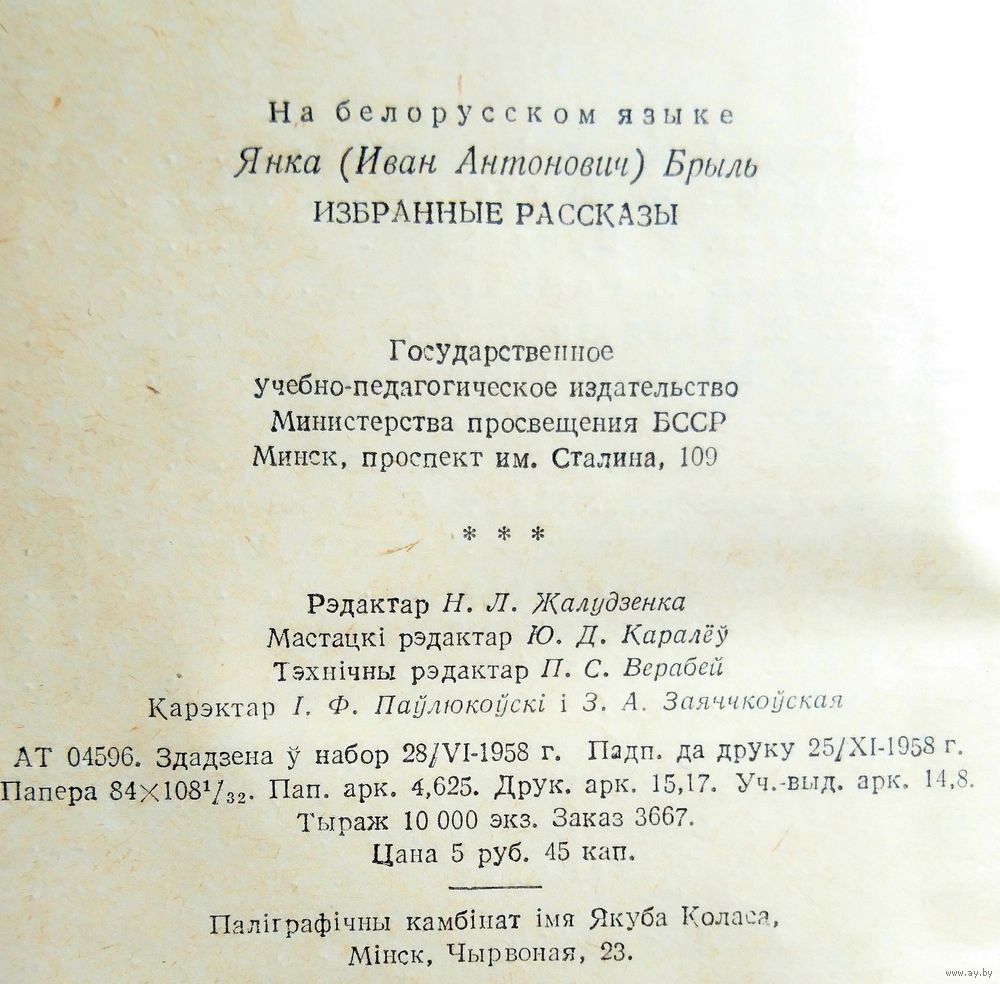 На белорусском языке
Янка (Иван Антонович) Брыль
ИЗБРАННЫЕ РАССКАЗЫ
Государственное
учебно-педагогическое издательство
Министерства просвещения БССР
Минск, проспект им. Сталина, 109
* * *
Рэдактар Н. Л. Жалудзенка
Мастацкі рэдактар Ю. Д. Каралёў
Тэхнічны рэдактар П. С. Верабей
Карэктар І. Ф. Паўлюкоўскі і З. А. Заянчкоўская
АТ 04596. Здадзена ў набор 28/VI-1958 г. Падп. да друку 25/XI-1958 г.
Папера 84×108¹/₃₂. Пап. арк. 4,625. Друк. арк. 15,17. Уч.-выд. арк. 14,8.
Тыраж 10 000 экз. Заказ 3667.
Цана 5 руб. 45 кап.
Паліграфічны камбінат імя Якуба Коласа,
Мінск, Чырвоная, 23.
www.ay.by